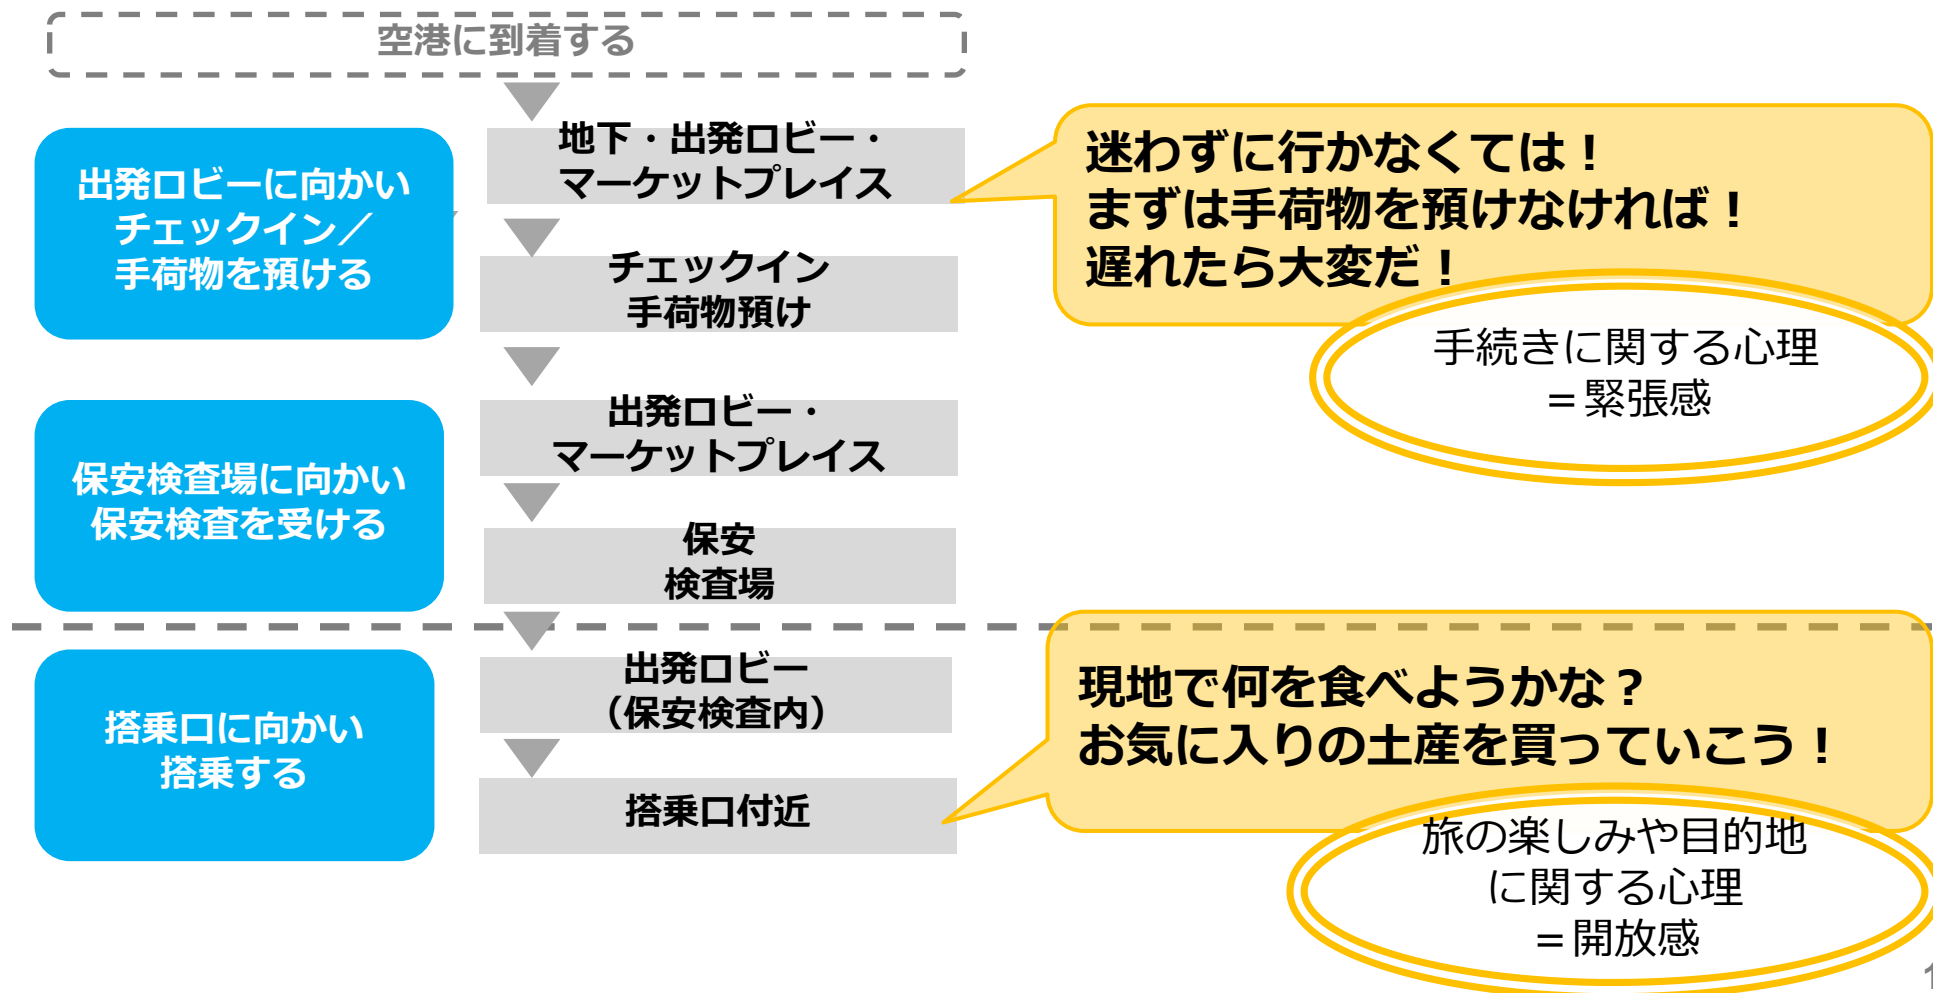 空港に到着する
出発ロビーに向かい
チェックイン／
手荷物を預ける
地下・出発ロビー・
マーケットプレイス
チェックイン
手荷物預け
迷わずに行かなくては！
まずは手荷物を預けなければ！
遅れたら大変だ！
手続きに関する心理
＝緊張感
保安検査場に向かい
保安検査を受ける
出発ロビー・
マーケットプレイス
保安
検査場
搭乗口に向かい
搭乗する
出発ロビー
（保安検査内）
搭乗口付近
現地で何を食べようかな？
お気に入りの土産を買っていこう！
旅の楽しみや目的地
に関する心理
＝開放感